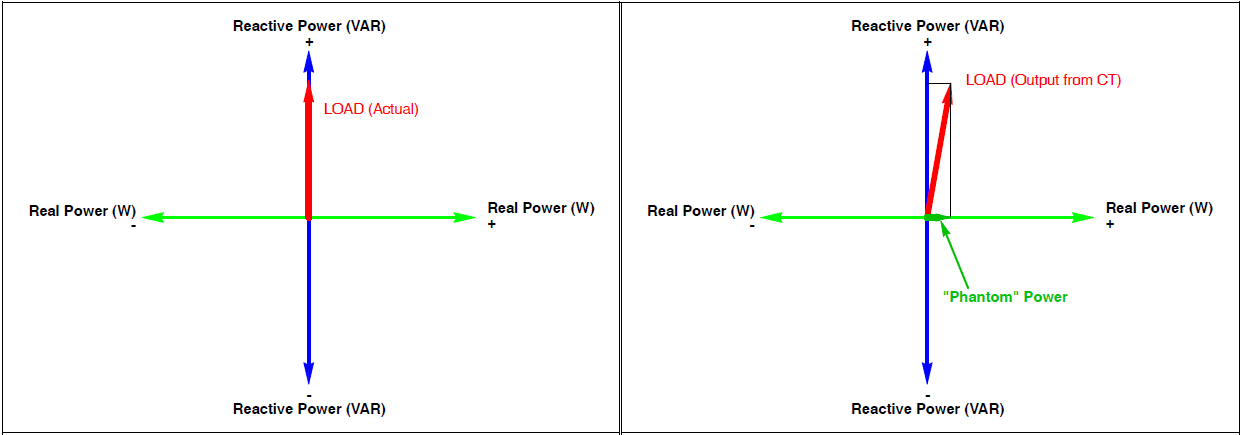 Reactive Power (VAR)
+
LOAD (Actual)
Real Power (W)
-
Real Power (W)
+
-
Reactive Power (VAR)
Reactive Power (VAR)
+
LOAD (Output from CT)
Real Power (W)
-
Real Power (W)
+
"Phantom" Power
-
Reactive Power (VAR)